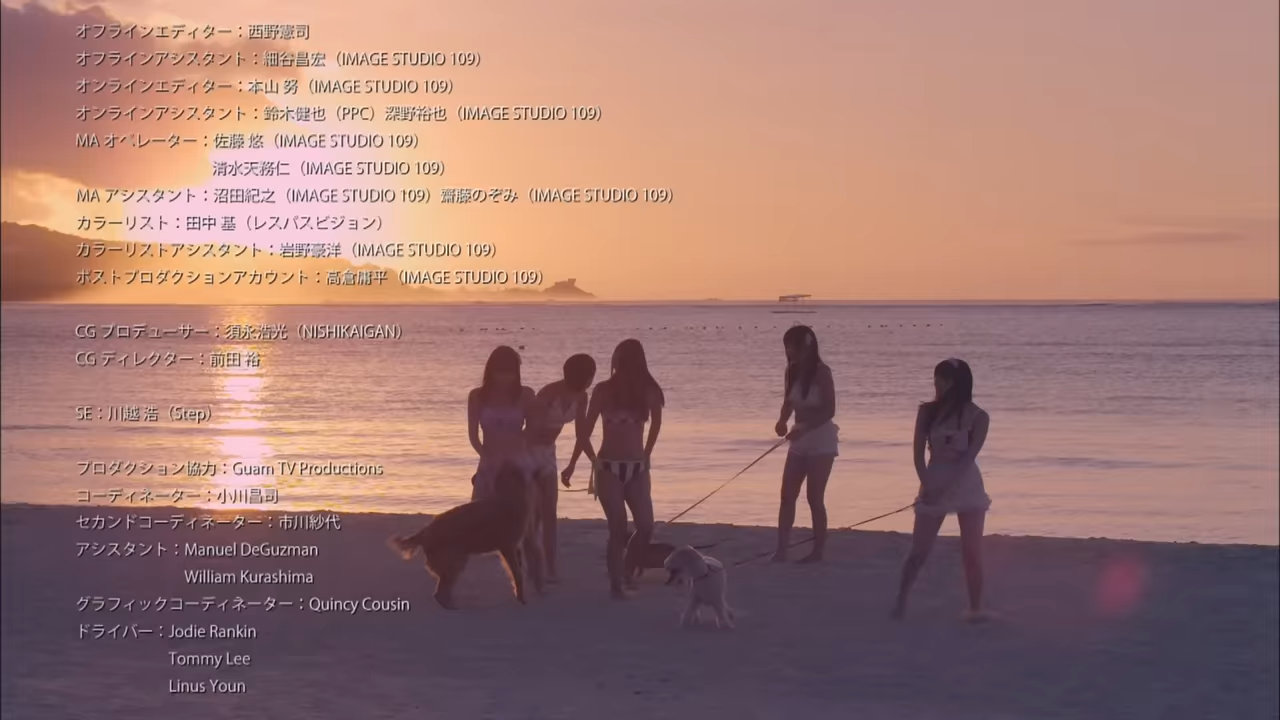 オフラインエディター：西野憲司
オフラインアシスタント：細谷昌宏（IMAGE STUDIO 109）
オンラインエディター：本山 努（IMAGE STUDIO 109）
オンラインアシスタント：鈴木健也（PPC）深野裕也（IMAGE STUDIO 109）
MA オペレーター：佐藤 悠（IMAGE STUDIO 109）
清水天務仁（IMAGE STUDIO 109）
MA アシスタント：沼田紀之（IMAGE STUDIO 109）齋藤のぞみ（IMAGE STUDIO 109）
カラーリスト：田中 基（レスパスビジョン）
カラーリストアシスタント：岩野豪洋（IMAGE STUDIO 109）
ポストプロダクションアカウント：高倉庸平（IMAGE STUDIO 109）
CG プロデューサー：須永浩光（NISHIKAIGAN）
CG ディレクター：前田 裕
SE：川越 浩（Step）
プロダクション協力：Guam TV Productions
コーディネーター：小川昌司
セカンドコーディネーター：市川紗代
アシスタント：Manuel DeGuzman
William Kurashima
グラフィックコーディネーター：Quincy Cousin
ドライバー：Jodie Rankin
Tommy Lee
Linus Youn